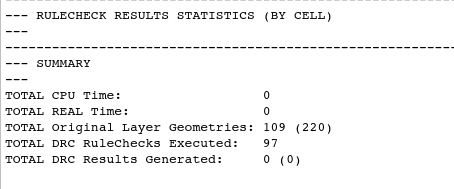 --- RULECHECK RESULTS STATISTICS (BY CELL)
---
----------------------------------------------------------
--- SUMMARY
---
TOTAL CPU Time: 0
TOTAL REAL Time: 0
TOTAL Original Layer Geometries: 109 (220)
TOTAL DRC RuleChecks Executed: 97
TOTAL DRC Results Generated: 0 (0)